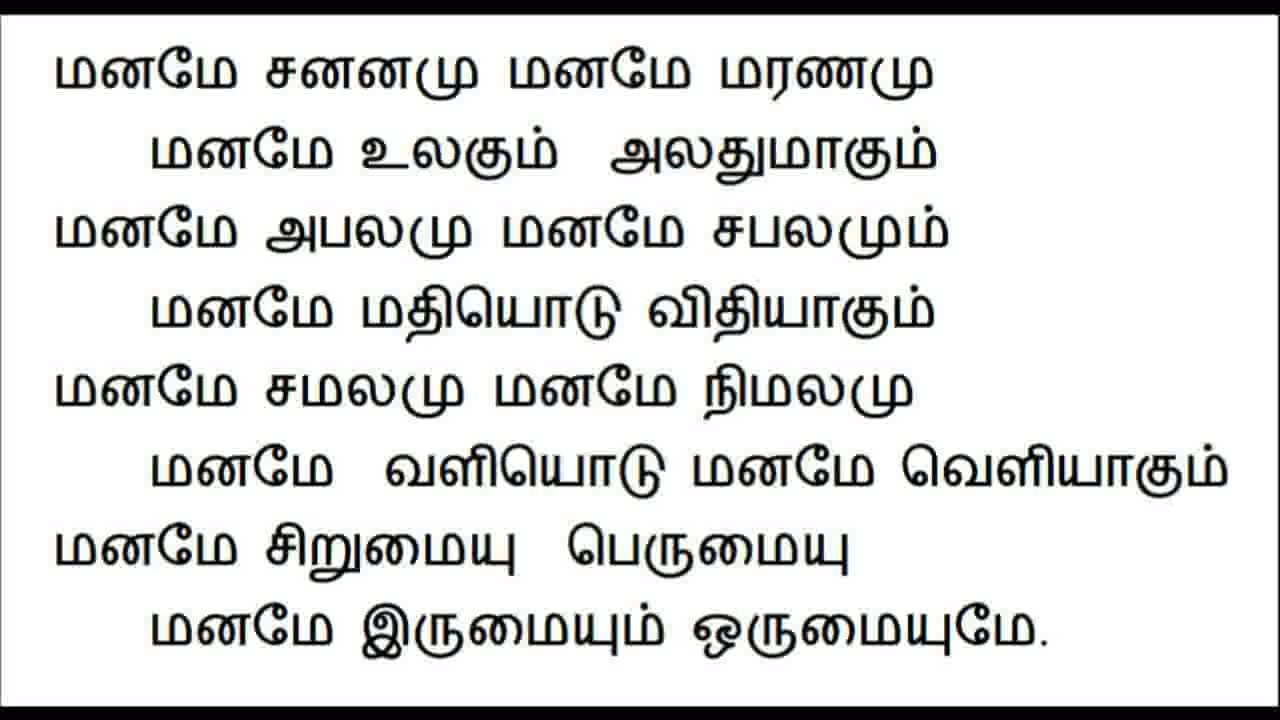 மனமே சனனமு மனமே மரணமு
மனமே உலகும் அலதுமாகும்
மனமே அபலமு மனமே சபலமும்
மனமே மதியொடு விதியாகும்
மனமே சமலமு மனமே நிமலமு
மனமே வளியொடு மனமே வெளியாகும்
மனமே சிறுமையு பெருமையு
மனமே இருமையும் ஒருமையுமே.